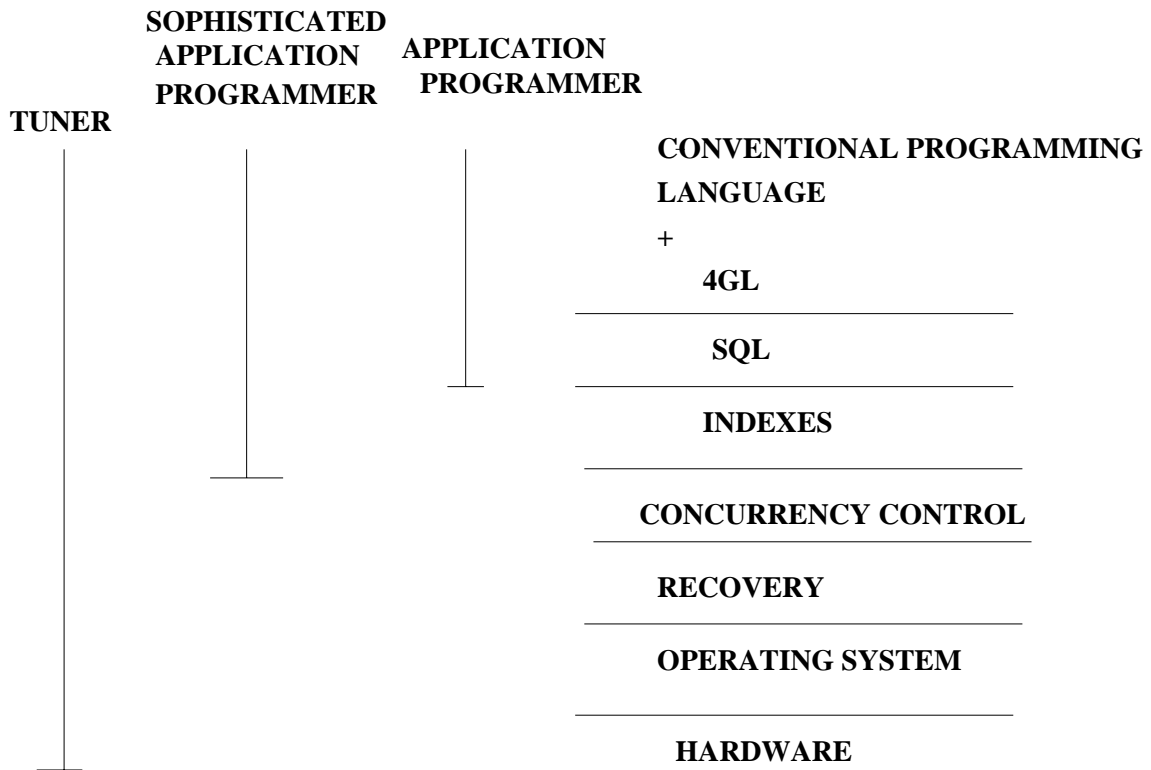 SOPHISTICATED
APPLICATION
PROGRAMMER
APPLICATION
PROGRAMMER
TUNER
CONVENTIONAL PROGRAMMING
LANGUAGE
+
4GL
SQL
INDEXES
CONCURRENCY CONTROL
RECOVERY
OPERATING SYSTEM
HARDWARE